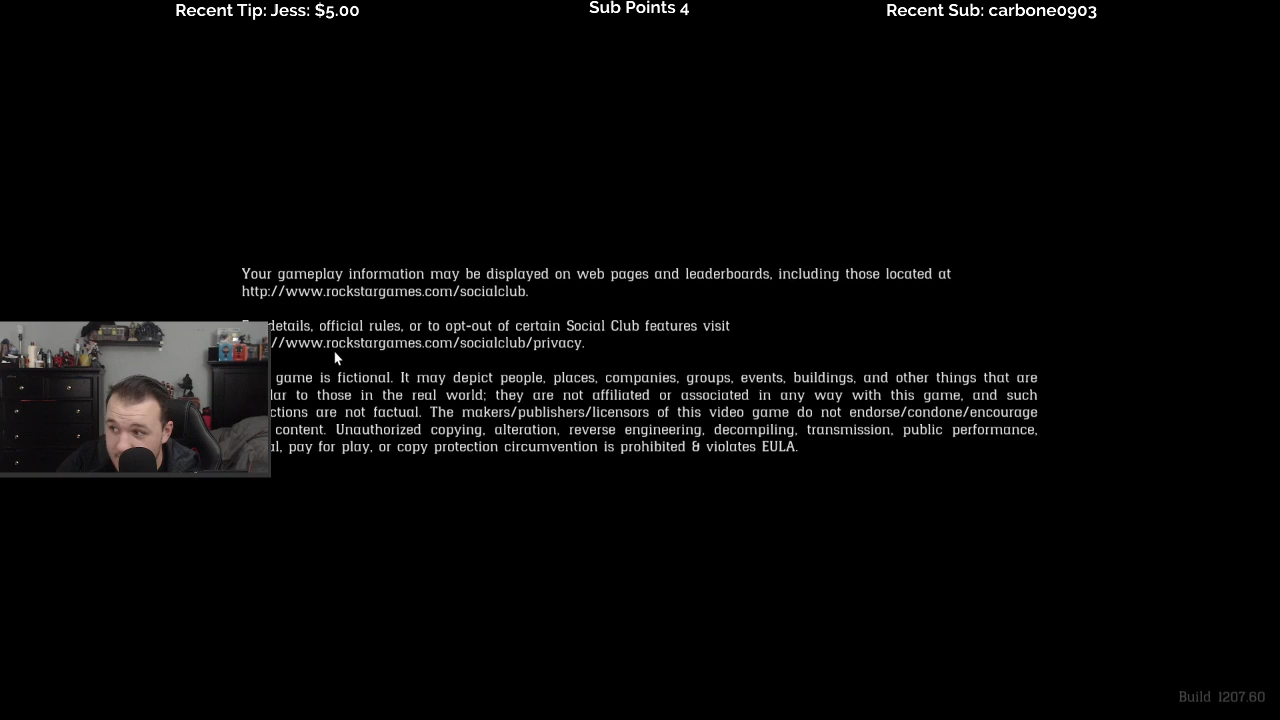 Recent Tip: Jess: $5.00
Sub Points 4
Recent Sub: carbone0903
Your gameplay information may be displayed on web pages and leaderboards, including those located at
http://www.rockstargames.com/socialclub.
details, official rules, or to opt-out of certain Social Club features visit
//www.rockstargames.com/socialclub/privacy.
game is fictional. It may depict people, places, companies, groups, events, buildings, and other things that are
to those in the real world; they are not affiliated or associated in any way with this game, and such
are not factual. The makers/publishers/licensors of this video game do not endorse/condone/encourage
content. Unauthorized copying, alteration, reverse engineering, decompiling, transmission, public performance,
pay for play, or copy protection circumvention is prohibited & violates EULA.
Build 1207.60